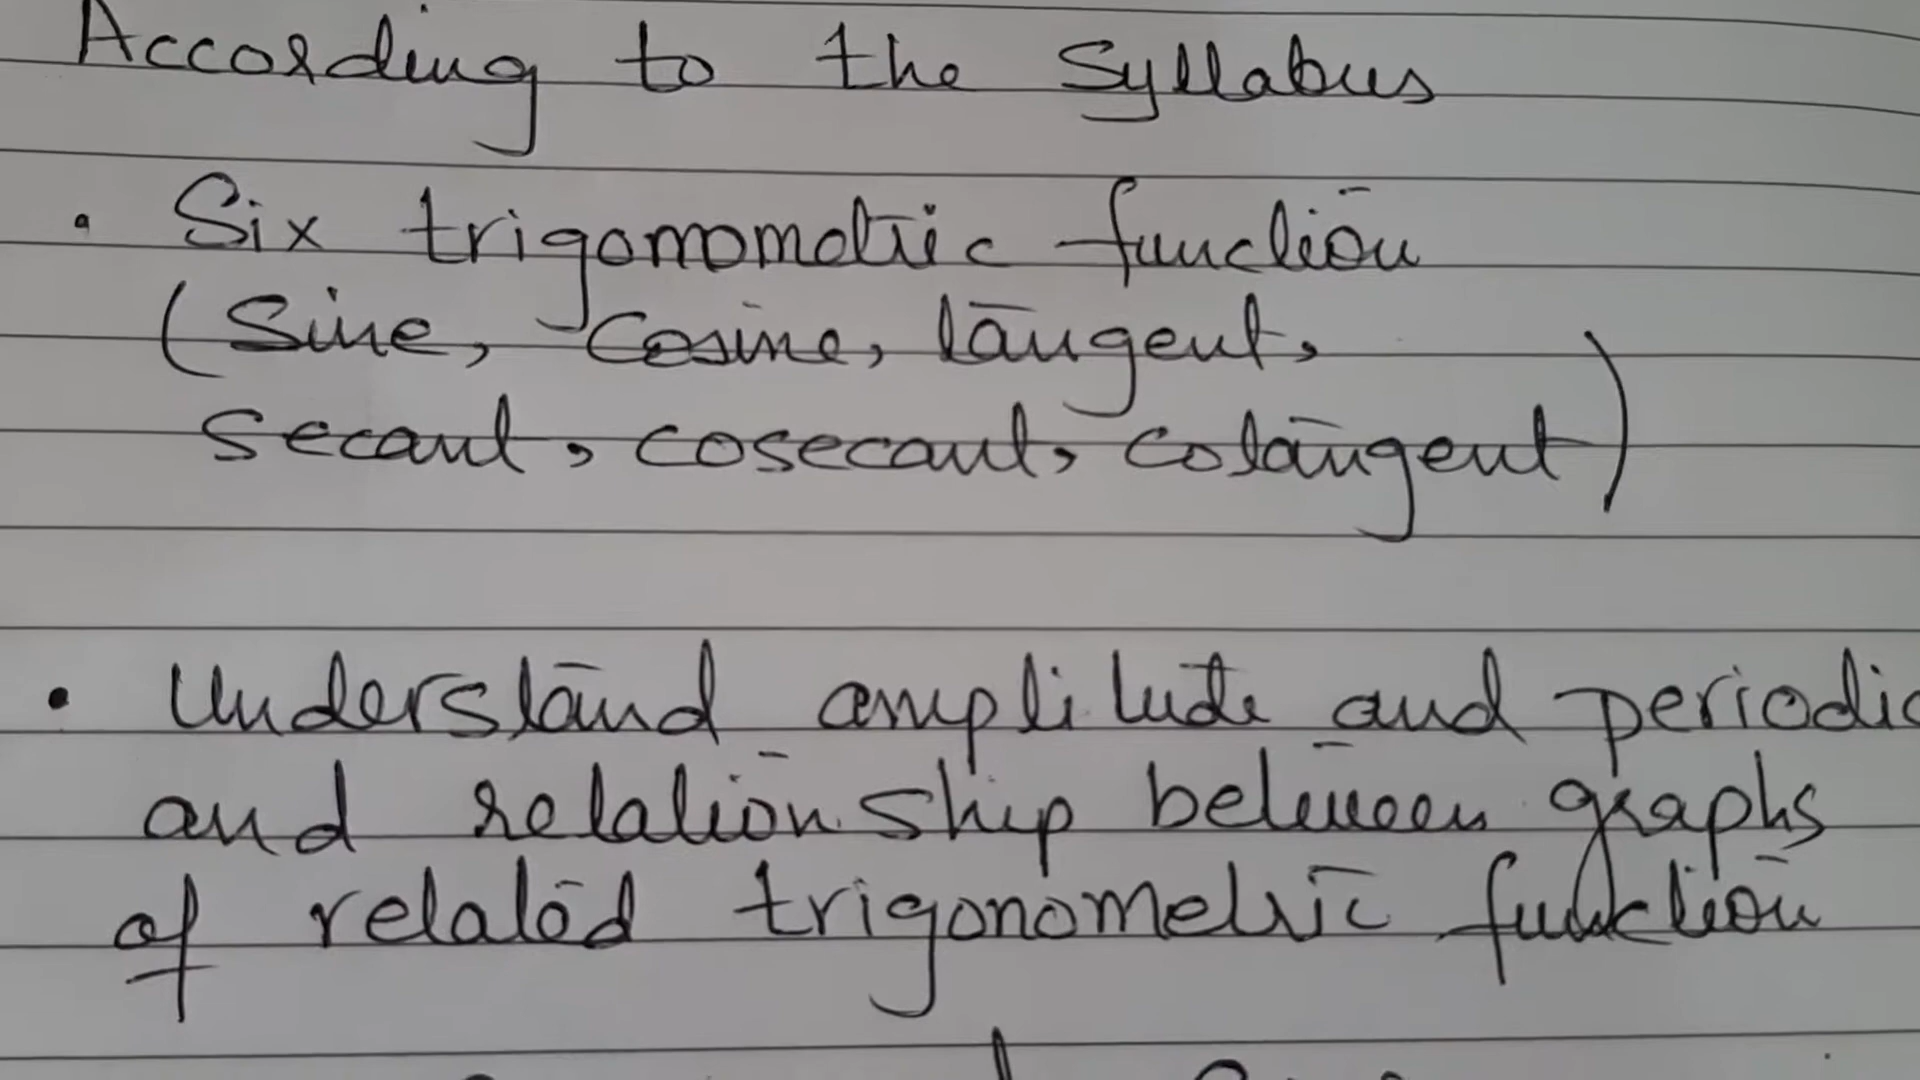 According to the Syllabus
• Six trigonomometric function
(Sine, Cosine, tangent,
secant, cosecant, cotangent)
• Understand amplitude and periodic
and relationship between graphs
of related trigonometric function